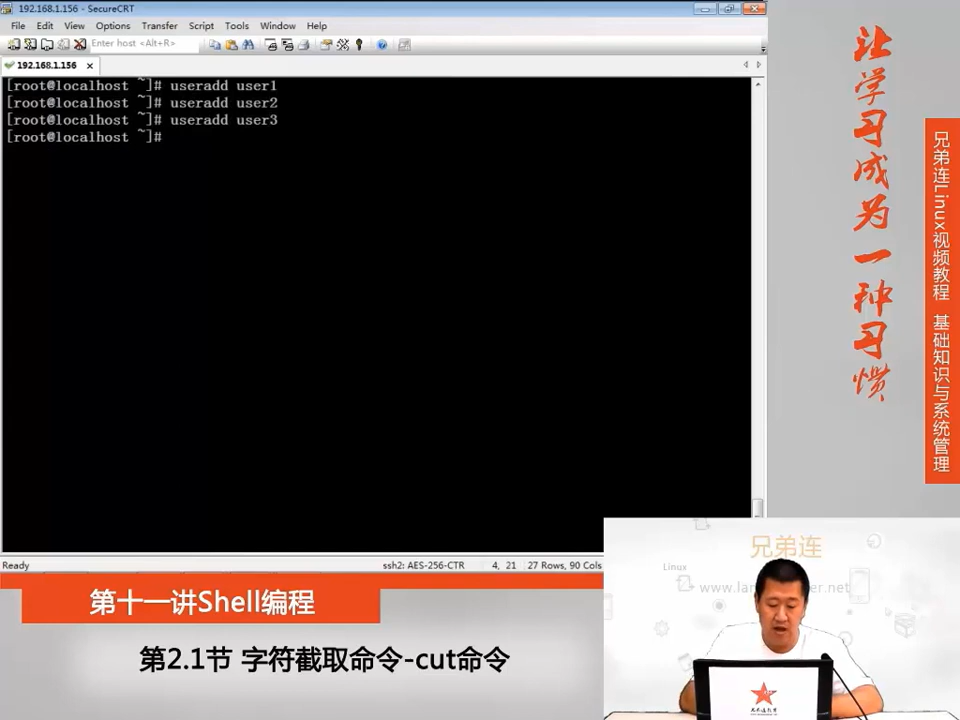 192.168.1.156 - SecureCRT
File Edit View Options Transfer Script Tools Window Help
Enter host <Alt+R>
192.168.1.156
[root@localhost ~]# useradd user1
[root@localhost ~]# useradd user2
[root@localhost ~]# useradd user3
[root@localhost ~]#
Ready ssh2: AES-256-CTR 4, 21 27 Rows, 90 Cols
让学习成为一种习惯
兄弟连Linux视频教程 基础知识与系统管理
兄弟连
Linux
第十一讲Shell编程
第2.1节 字符截取命令-cut命令